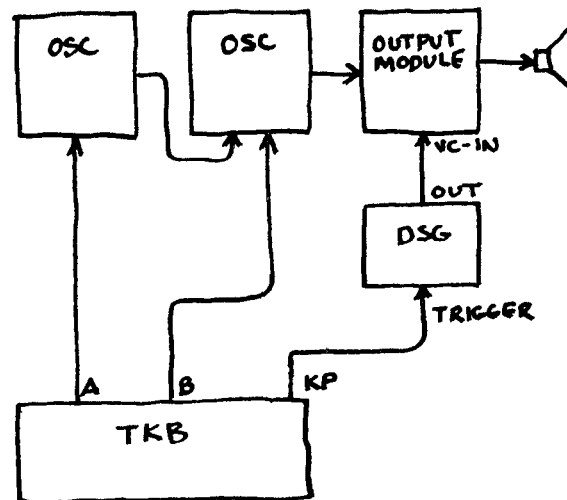 OSC
OSC
OUTPUT
MODULE
VC-IN
OUT
DSG
TRIGGER
A
B
KP
TKB